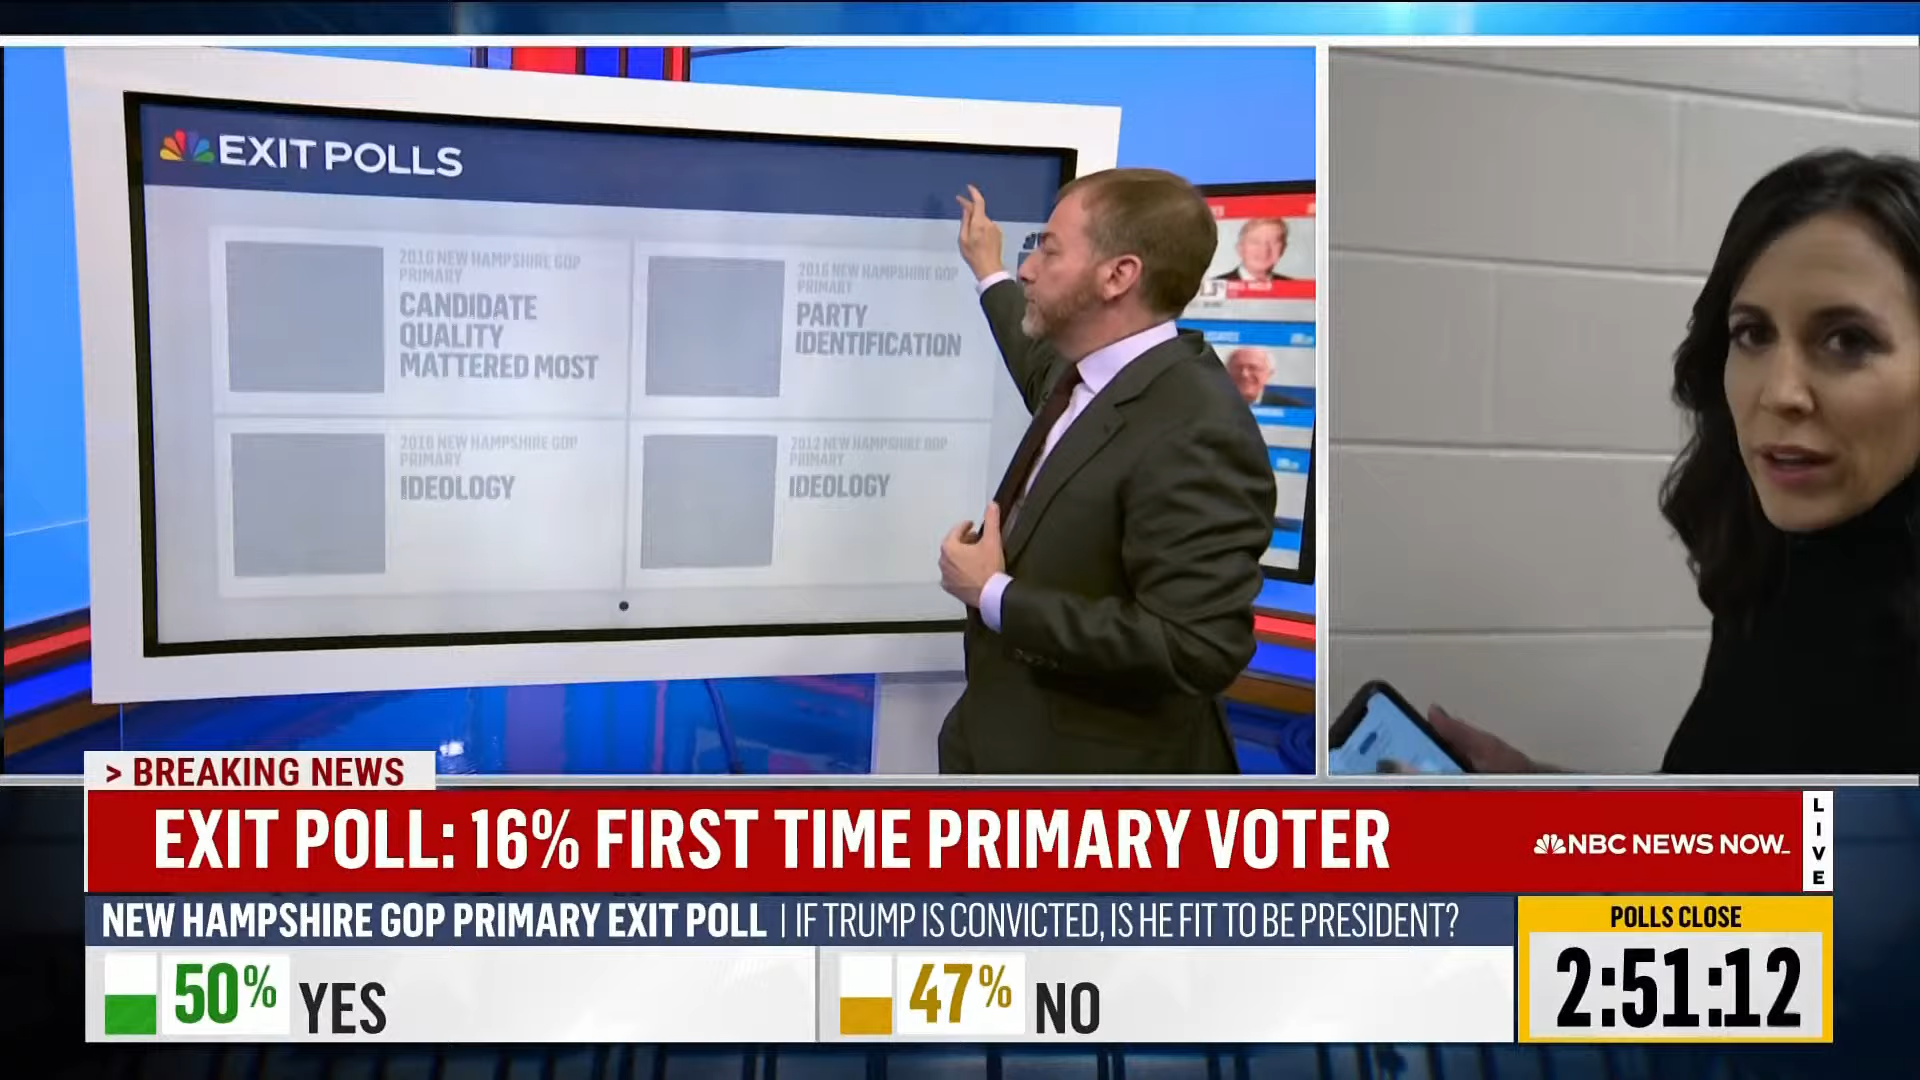 EXIT POLLS
2016 NEW HAMPSHIRE GOP
PRIMARY
CANDIDATE
QUALITY
MATTERED MOST
2016 NEW HAMPSHIRE GOP
PRIMARY
PARTY
IDENTIFICATION
2016 NEW HAMPSHIRE GOP
PRIMARY
IDEOLOGY
2012 NEW HAMPSHIRE GOP
PRIMARY
IDEOLOGY
> BREAKING NEWS
EXIT POLL: 16% FIRST TIME PRIMARY VOTER
NBC NEWS NOW_
LIVE
NEW HAMPSHIRE GOP PRIMARY EXIT POLL | IF TRUMP IS CONVICTED, IS HE FIT TO BE PRESIDENT?
50% YES
47% NO
POLLS CLOSE
2:51:12